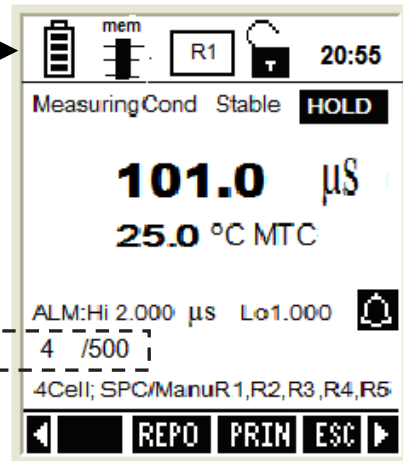 mem
R1 T 20:55
MeasuringCond Stable HOLD
101.0 µS
25.0 °C MTC
ALM:Hi 2.000 µs Lo1.000
4 /500
4Cell; SPC/ManuR1,R2,R3,R4,R5
REPO PRIN ESC